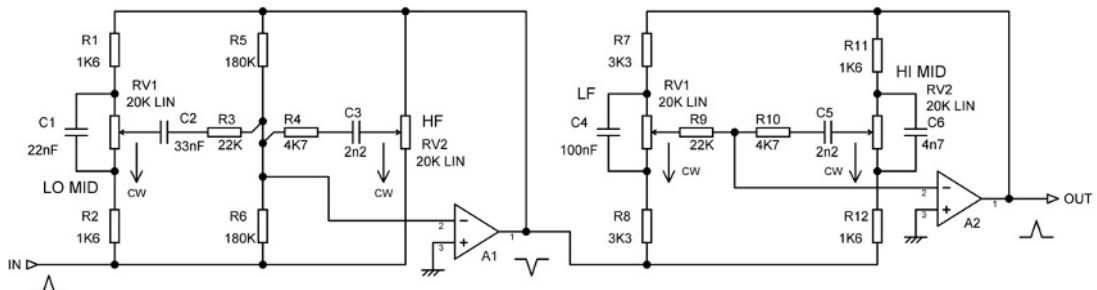 R1
1K6
R5
180K
RV1
20K LIN
C1
22nF
C2
33nF
R3
22K
R4
4K7
C3
2n2
HF
RV2
20K LIN
CW
CW
LO MID
R2
1K6
R6
180K
2
3
1
A1
IN
R7
3K3
R11
1K6
LF
RV1
20K LIN
HI MID
RV2
20K LIN
C4
100nF
R9
22K
R10
4K7
C5
2n2
C6
4n7
CW
CW
R8
3K3
R12
1K6
2
3
1
A2
OUT